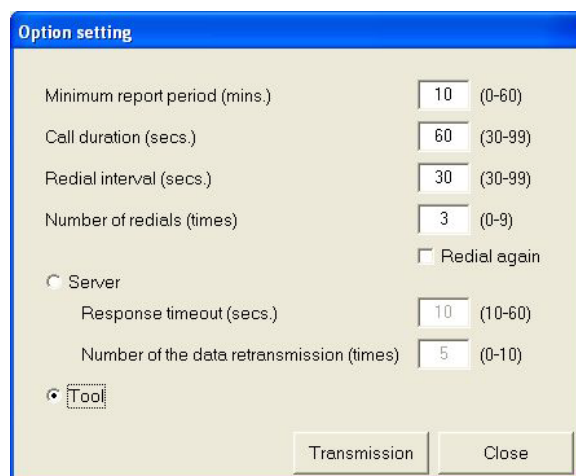 Option setting
Minimum report period (mins.) 10 (0-60)
Call duration (secs.) 60 (30-99)
Redial interval (secs.) 30 (30-99)
Number of redials (times) 3 (0-9)
Redial again
Server
Response timeout (secs.) 10 (10-60)
Number of the data retransmission (times) 5 (0-10)
Tool
Transmission Close